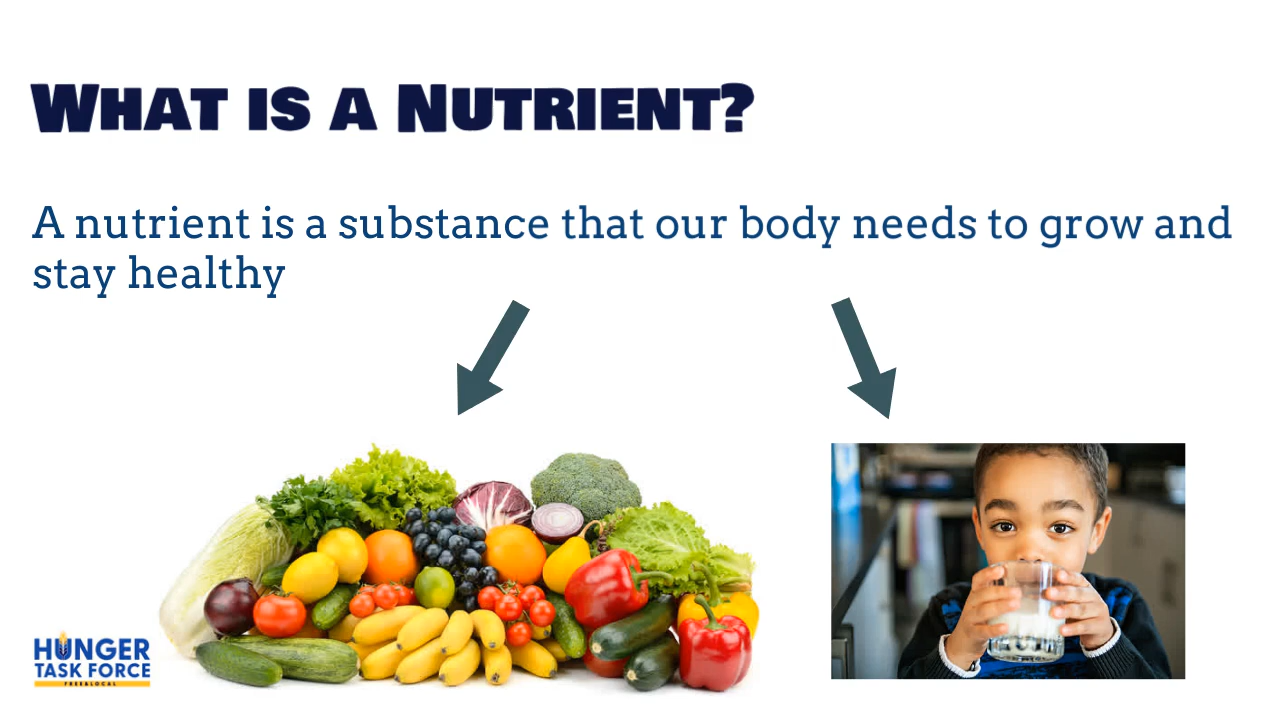 WHAT IS A NUTRIENT?
A nutrient is a substance that our body needs to grow and
stay healthy
HUNGER
TASK FORCE
FREE & LOCAL